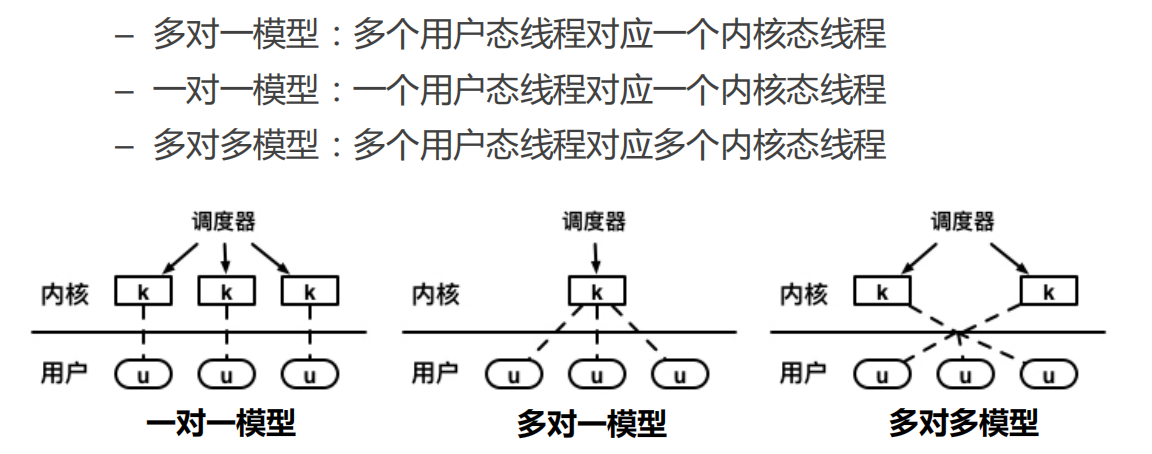 – 多对一模型：多个用户态线程对应一个内核态线程
– 一对一模型：一个用户态线程对应一个内核态线程
– 多对多模型：多个用户态线程对应多个内核态线程
调度器 调度器 调度器
内核 k k k 内核 k 内核 k k
用户 u u u 用户 u u u 用户 u u u
一对一模型 多对一模型 多对多模型